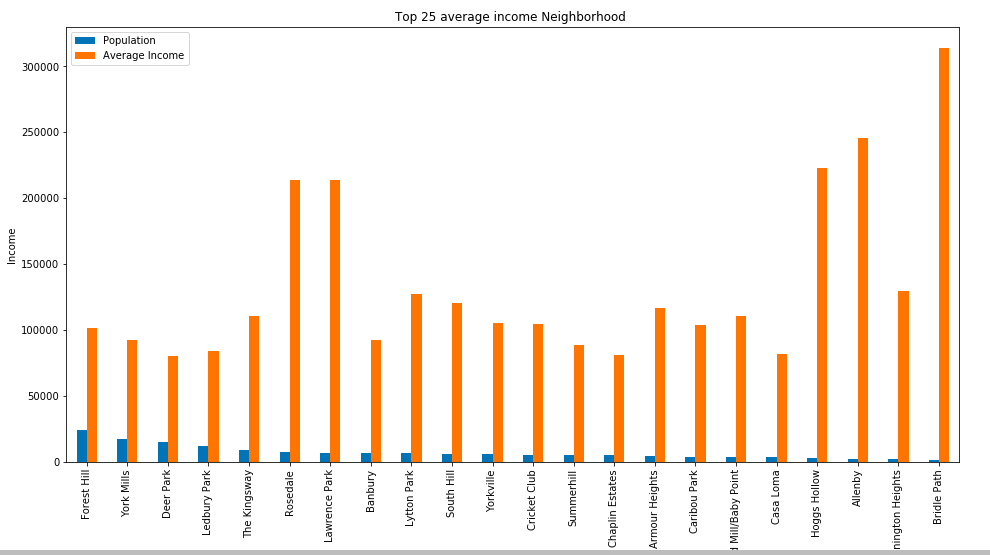 Top 25 average income Neighborhood
Population
Average Income
Income
300000
250000
200000
150000
100000
50000
0
Forest Hill
York Mills
Deer Park
Ledbury Park
The Kingsway
Rosedale
Lawrence Park
Banbury
Lytton Park
South Hill
Yorkville
Cricket Club
Summerhill
Chaplin Estates
Armour Heights
Caribou Park
d Mill/Baby Point
Casa Loma
Hoggs Hollow
Allenby
nington Heights
Bridle Path